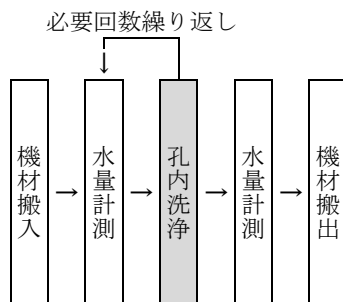 必要回数繰り返し
機材搬入
水量計測
孔内洗浄
水量計測
機材搬出